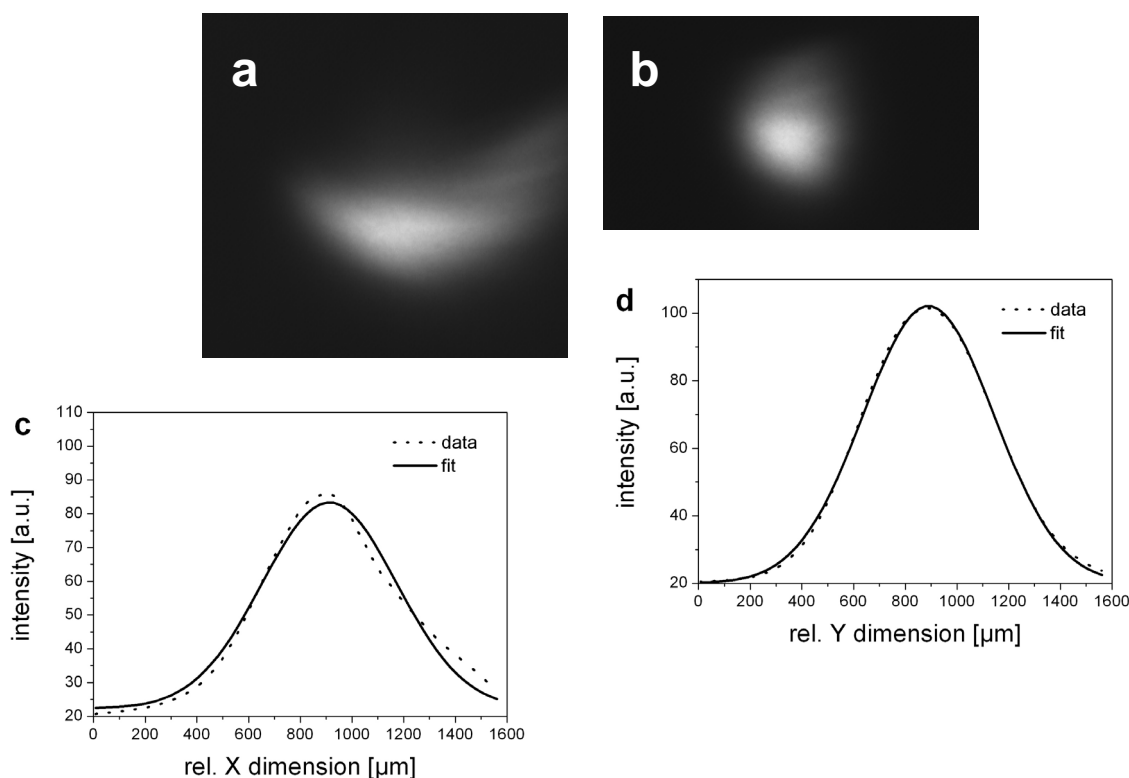 a
b
c
110
100
90
80
70
60
50
40
30
20
0 200 400 600 800 1000 1200 1400 1600
intensity [a.u.]
rel. X dimension [µm]
data
fit
d
100
80
60
40
20
0 200 400 600 800 1000 1200 1400 1600
intensity [a.u.]
rel. Y dimension [µm]
data
fit